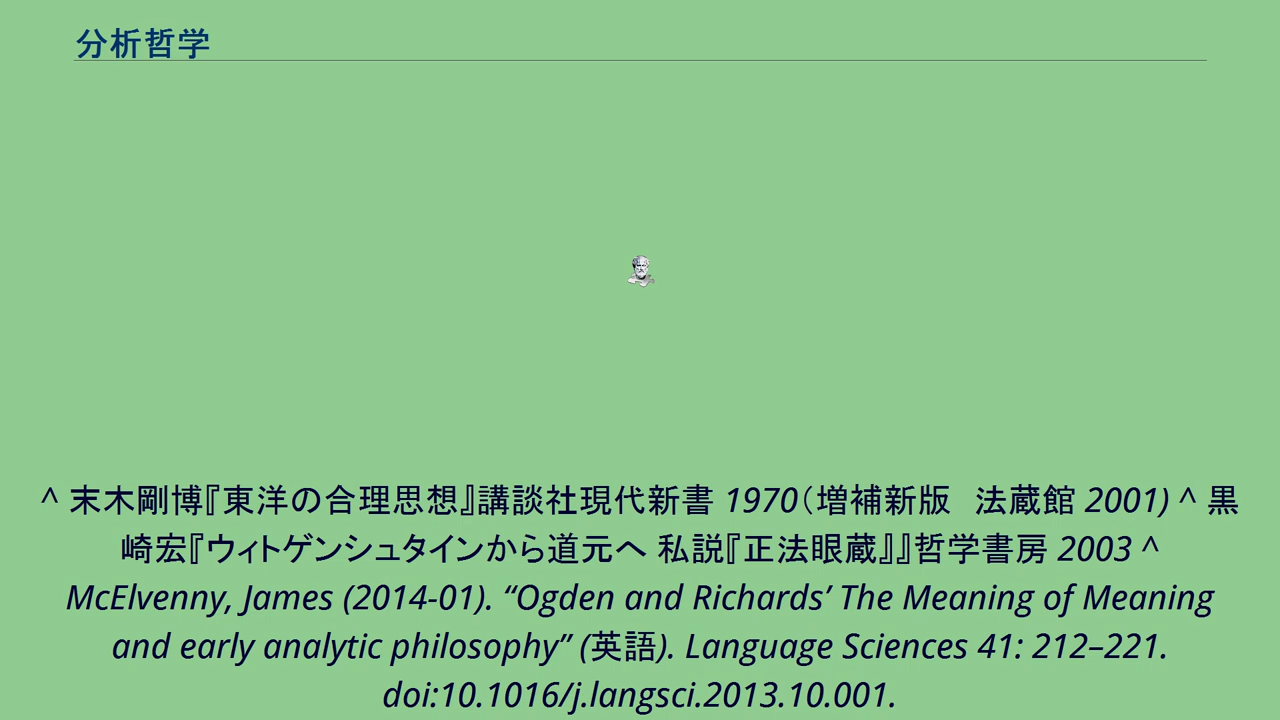 分析哲学
^ 末木剛博『東洋の合理思想』講談社現代新書 1970（増補新版　法蔵館 2001) ^ 黒
崎宏『ウィトゲンシュタインから道元へ 私説『正法眼蔵』』哲学書房 2003 ^
McElvenny, James (2014-01). “Ogden and Richards’ The Meaning of Meaning
and early analytic philosophy” (英語). Language Sciences 41: 212–221.
doi:10.1016/j.langsci.2013.10.001.